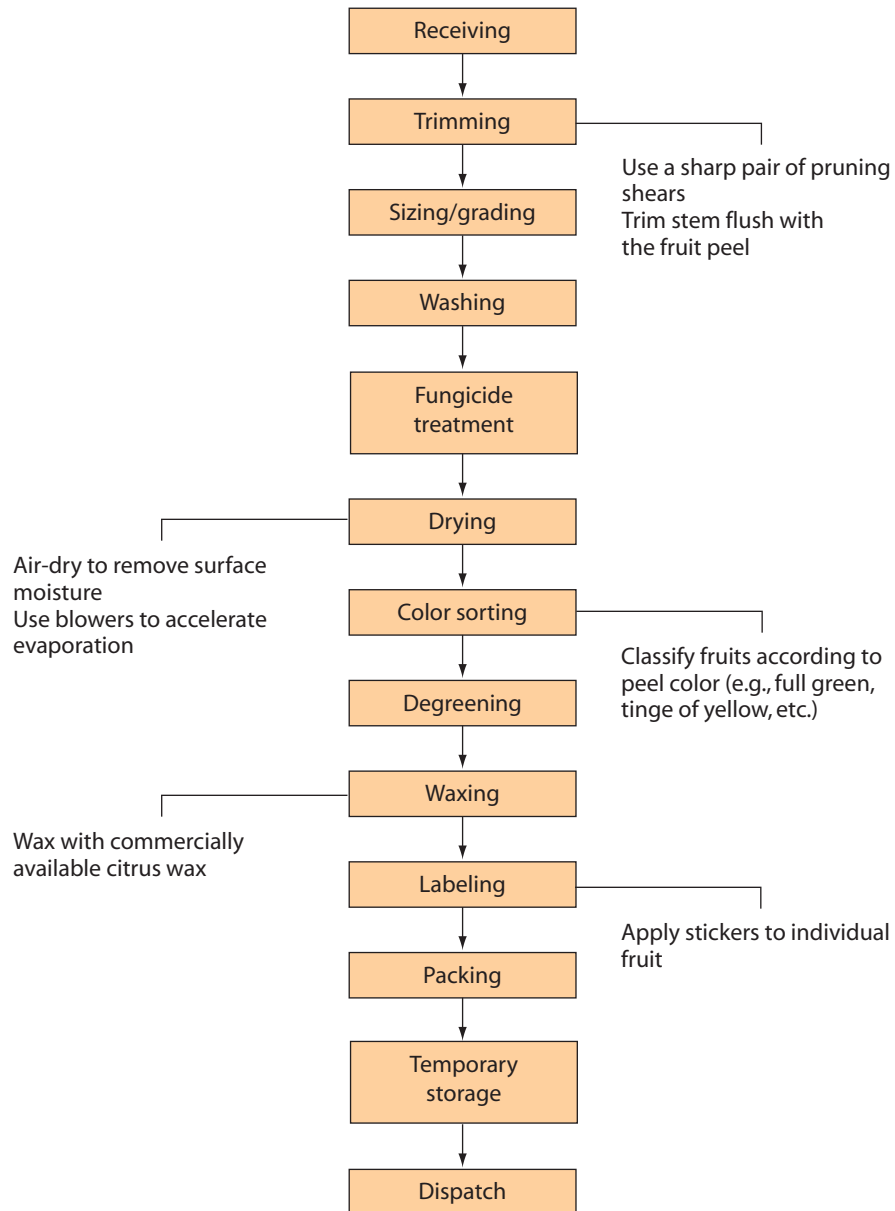 Receiving
Trimming
Use a sharp pair of pruning
shears
Trim stem flush with
the fruit peel
Sizing/grading
Washing
Fungicide
treatment
Drying
Air-dry to remove surface
moisture
Use blowers to accelerate
evaporation
Color sorting
Classify fruits according to
peel color (e.g., full green,
tinge of yellow, etc.)
Degreening
Waxing
Wax with commercially
available citrus wax
Labeling
Apply stickers to individual
fruit
Packing
Temporary
storage
Dispatch